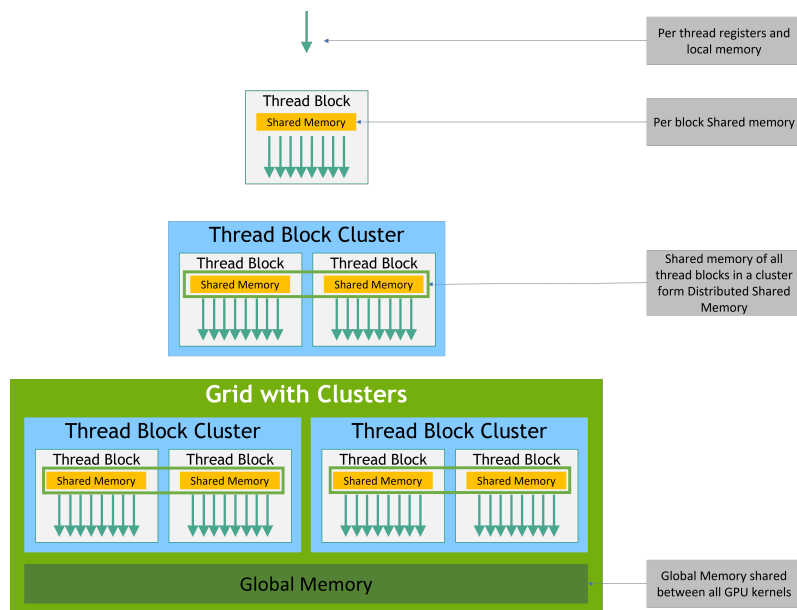 Per thread registers and
local memory
Thread Block
Shared Memory
Per block Shared memory
Thread Block Cluster
Thread Block
Thread Block
Shared Memory
Shared Memory
Shared memory of all
thread blocks in a cluster
form Distributed Shared
Memory
Grid with Clusters
Thread Block Cluster
Thread Block Cluster
Thread Block
Thread Block
Thread Block
Thread Block
Shared Memory
Shared Memory
Shared Memory
Shared Memory
Global Memory
Global Memory shared
between all GPU kernels